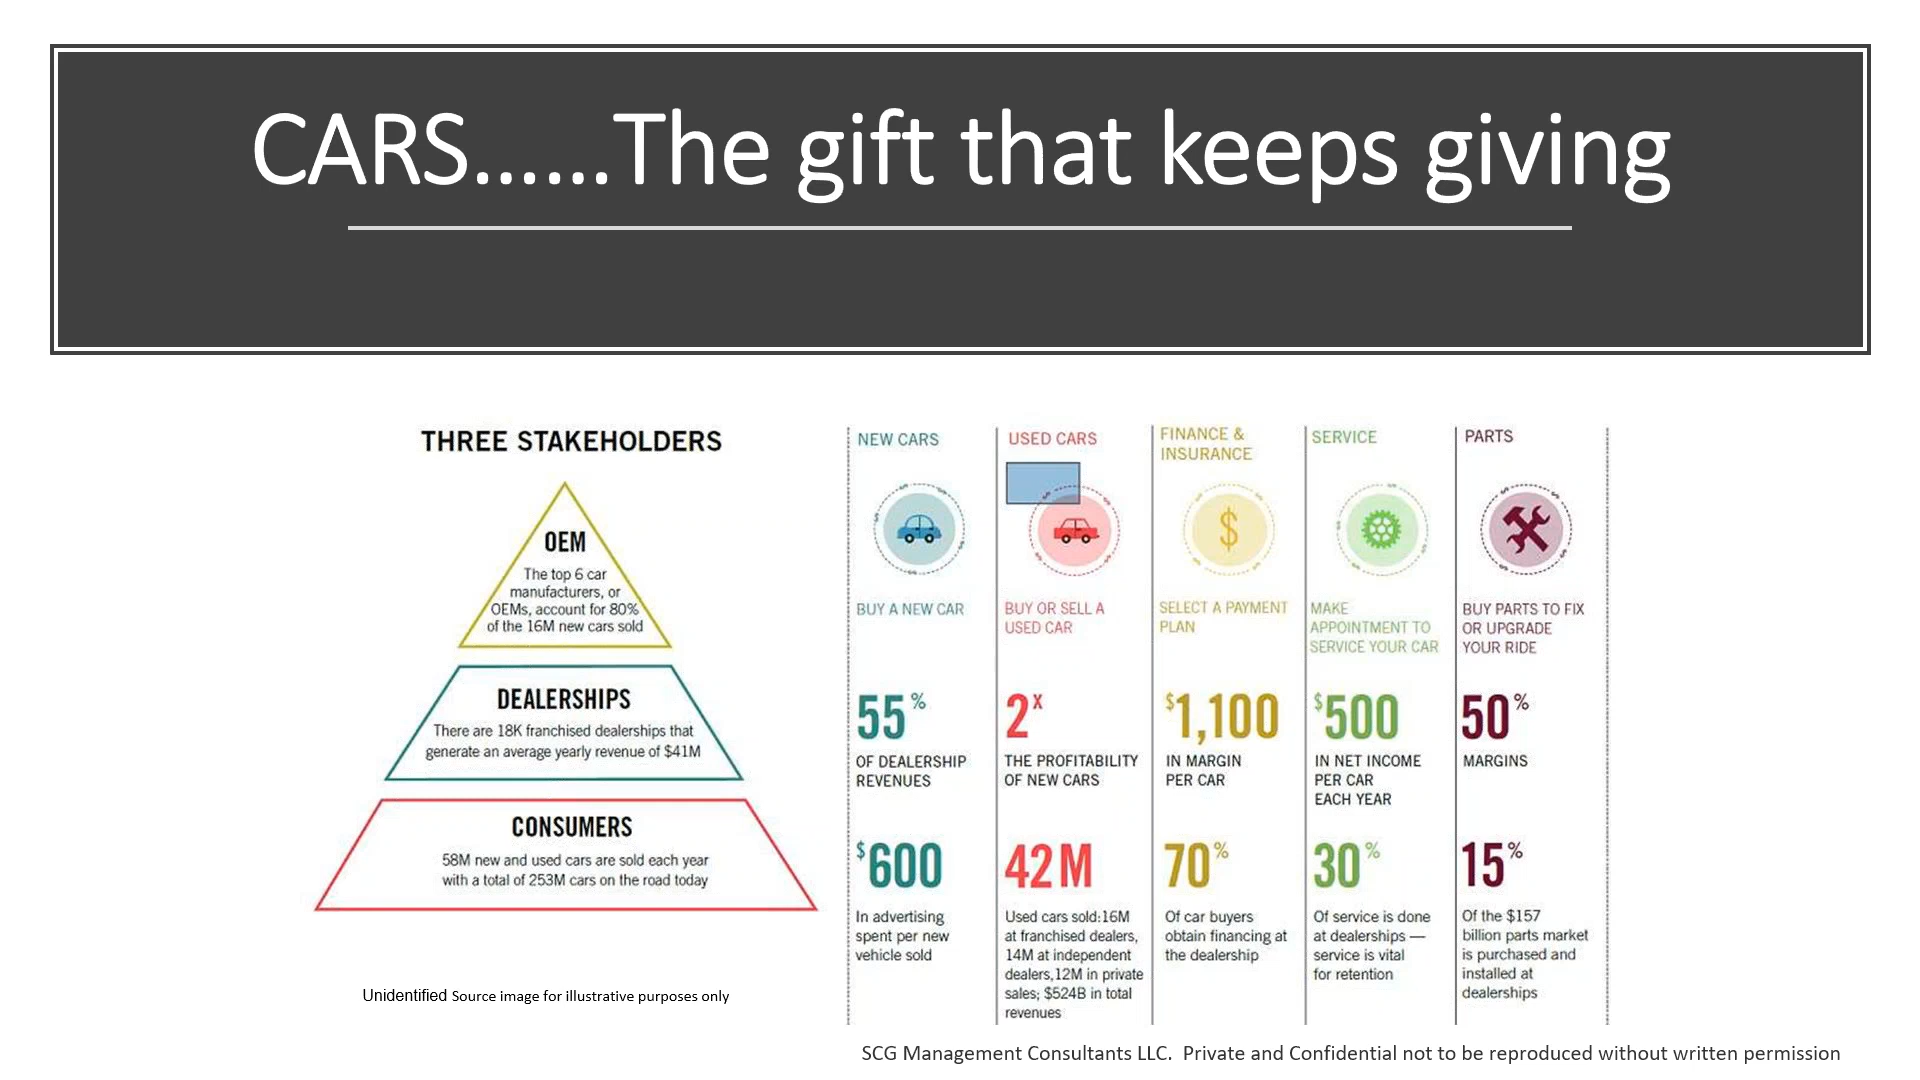 CARS……The gift that keeps giving
THREE STAKEHOLDERS
OEM
The top 6 car
manufacturers, or
OEMs, account for 80%
of the 16M new cars sold
DEALERSHIPS
There are 18K franchised dealerships that
generate an average yearly revenue of $41M
CONSUMERS
58M new and used cars are sold each year
with a total of 253M cars on the road today
Unidentified Source image for illustrative purposes only
NEW CARS
BUY A NEW CAR
55%
OF DEALERSHIP
REVENUES
$600
In advertising
spent per new
vehicle sold
USED CARS
BUY OR SELL A
USED CAR
2X
THE PROFITABILITY
OF NEW CARS
42M
Used cars sold:16M
at franchised dealers,
14M at independent
dealers,12M in private
sales; $524B in total
revenues
FINANCE &
INSURANCE
$
SELECT A PAYMENT
PLAN
$1,100
IN MARGIN
PER CAR
70%
Of car buyers
obtain financing at
the dealership
SERVICE
MAKE
APPOINTMENT TO
SERVICE YOUR CAR
$500
IN NET INCOME
PER CAR
EACH YEAR
30%
Of service is done
at dealerships —
service is vital
for retention
PARTS
BUY PARTS TO FIX
OR UPGRADE
YOUR RIDE
50%
MARGINS
15%
Of the $157
billion parts market
is purchased and
installed at
dealerships
SCG Management Consultants LLC.  Private and Confidential not to be reproduced without written permission